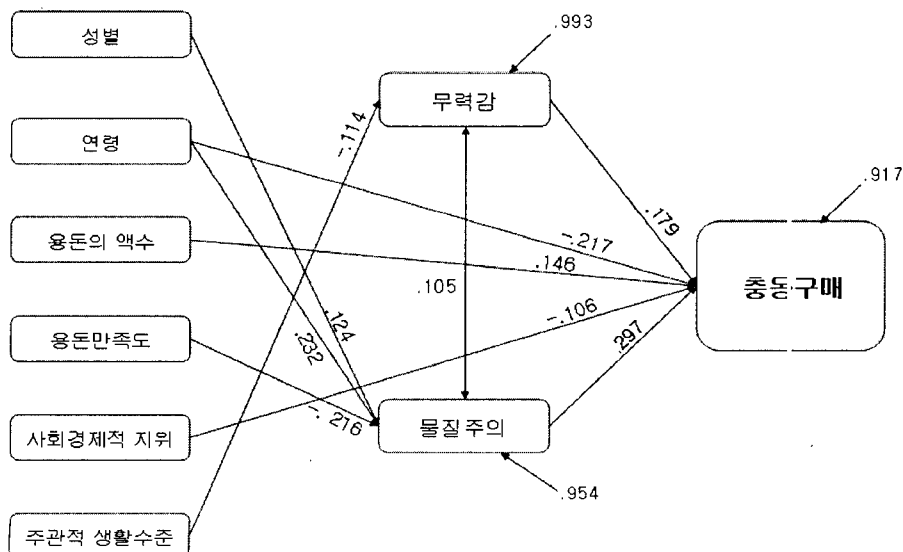 성별
연령
용돈의 액수
용돈만족도
사회경제적 지위
주관적 생활수준
.993
무력감
-.114
.105
.124
.232
-.216
물질주의
.954
.179
-.217
.146
-.106
.297
.917
충동구매